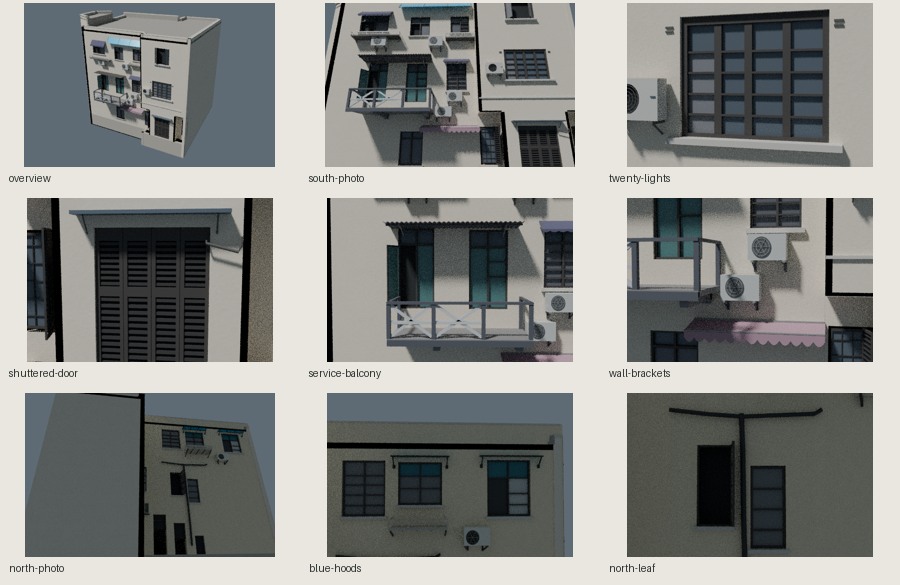 overview
south-photo
twenty-lights
shuttered-door
service-balcony
wall-brackets
north-photo
blue-hoods
north-leaf